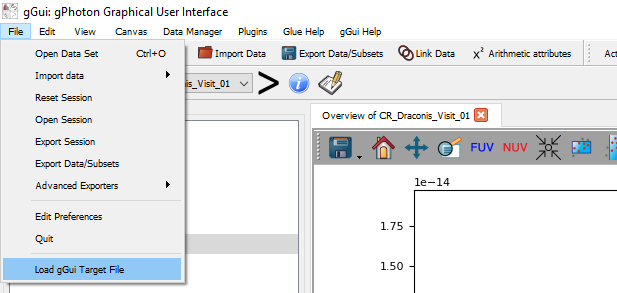 gGui: gPhoton Graphical User Interface
File Edit View Canvas Data Manager Plugins Glue Help gGui Help
Import Data Export Data/Subsets Link Data x² Arithmetic attributes
Open Data Set Ctrl+O
Import data
Reset Session
Open Session
Export Session
Export Data/Subsets
Advanced Exporters
Edit Preferences
Quit
Load gGui Target File
is_Visit_01
Overview of CR_Draconis_Visit_01
FUV NUV
1e−14
1.75
1.50